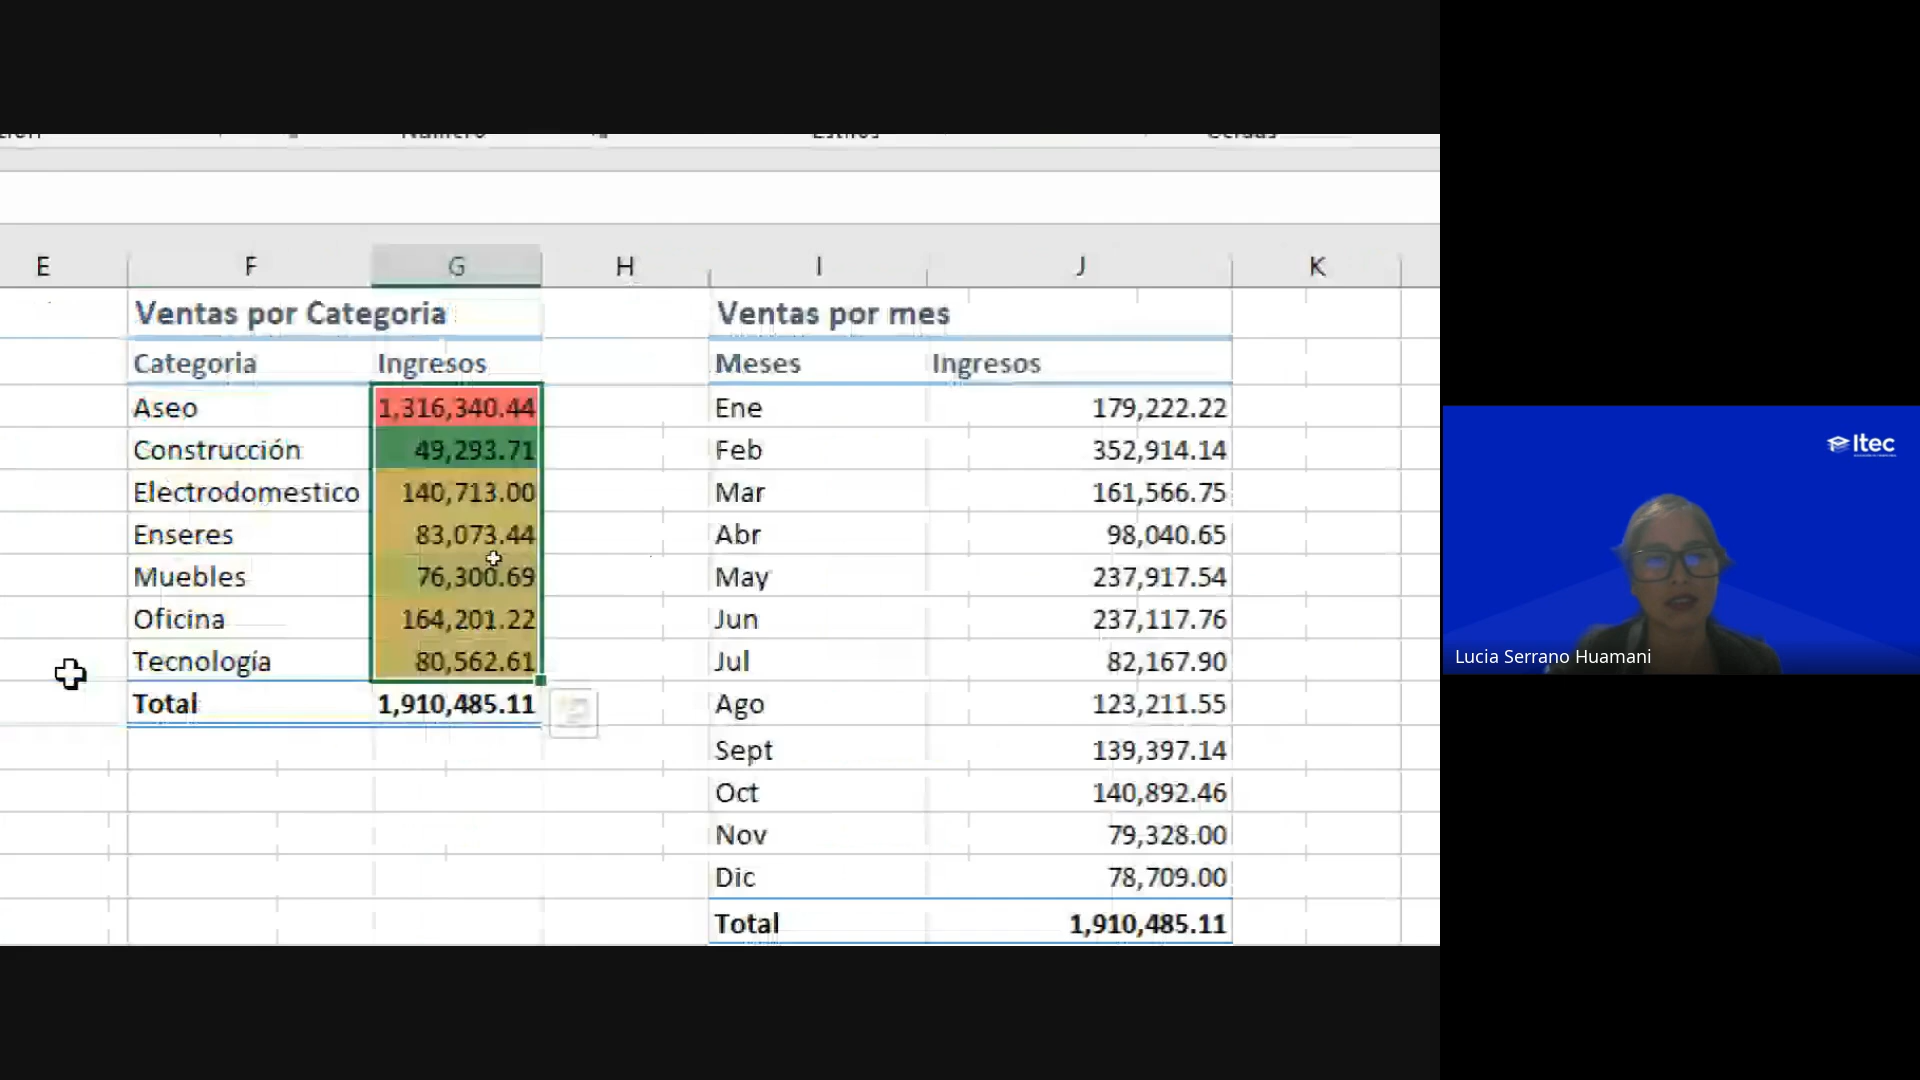 Número
Estilos
Celdas
E F G H I J K
Ventas por Categoria Ventas por mes
Categoria Ingresos Meses Ingresos
Aseo 1,316,340.44 Ene 179,222.22
Construcción 49,293.71 Feb 352,914.14
Electrodomestico 140,713.00 Mar 161,566.75
Enseres 83,073.44 Abr 98,040.65
Muebles 76,300.69 May 237,917.54
Oficina 164,201.22 Jun 237,117.76
Tecnología 80,562.61 Jul 82,167.90
Total 1,910,485.11 Ago 123,211.55
Sept 139,397.14
Oct 140,892.46
Nov 79,328.00
Dic 78,709.00
Total 1,910,485.11
Itec
Lucia Serrano Huamani